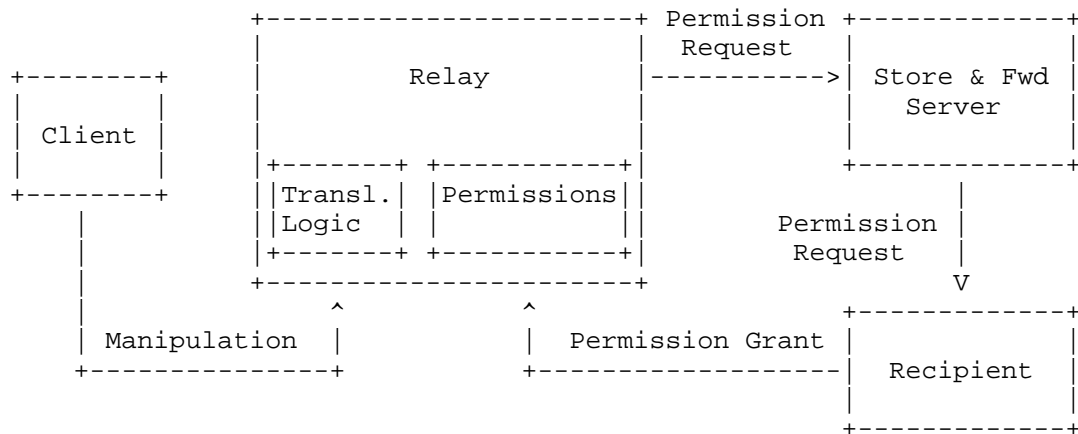 Permission
Request
Relay
Store & Fwd
Server
Client
Transl.
Logic
Permissions
Permission
Request
Manipulation
Permission Grant
Recipient